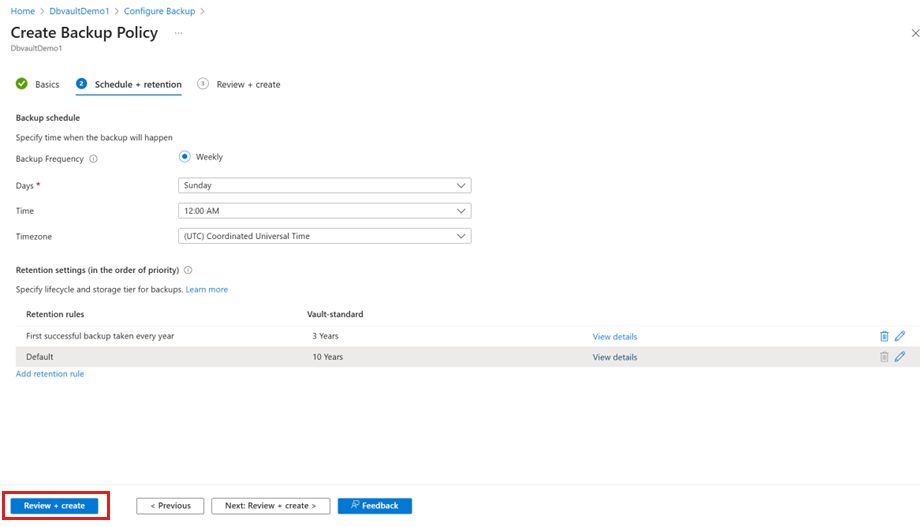 Home > DbvaultDemo1 > Configure Backup >
Create Backup Policy ...
DbvaultDemo1
Basics 2 Schedule + retention 3 Review + create
Backup schedule
Specify time when the backup will happen
Backup Frequency Weekly
Days * Sunday
Time 12:00 AM
Timezone (UTC) Coordinated Universal Time
Retention settings (in the order of priority)
Specify lifecycle and storage tier for backups. Learn more
Retention rules Vault-standard
First successful backup taken every year 3 Years View details
Default 10 Years View details
Add retention rule
Review + create < Previous Next: Review + create > Feedback